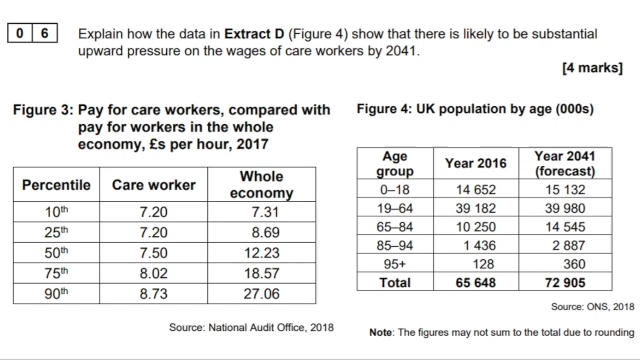 0 6
Explain how the data in Extract D (Figure 4) show that there is likely to be substantial
upward pressure on the wages of care workers by 2041.
[4 marks]
Figure 3: Pay for care workers, compared with
pay for workers in the whole
economy, £s per hour, 2017
Percentile Care worker Whole economy
10th 7.20 7.31
25th 7.20 8.69
50th 7.50 12.23
75th 8.02 18.57
90th 8.73 27.06
Source: National Audit Office, 2018
Figure 4: UK population by age (000s)
Age group Year 2016 Year 2041 (forecast)
0–18 14 652 15 132
19–64 39 182 39 980
65–84 10 250 14 545
85–94 1 436 2 887
95+ 128 360
Total 65 648 72 905
Source: ONS, 2018
Note: The figures may not sum to the total due to rounding